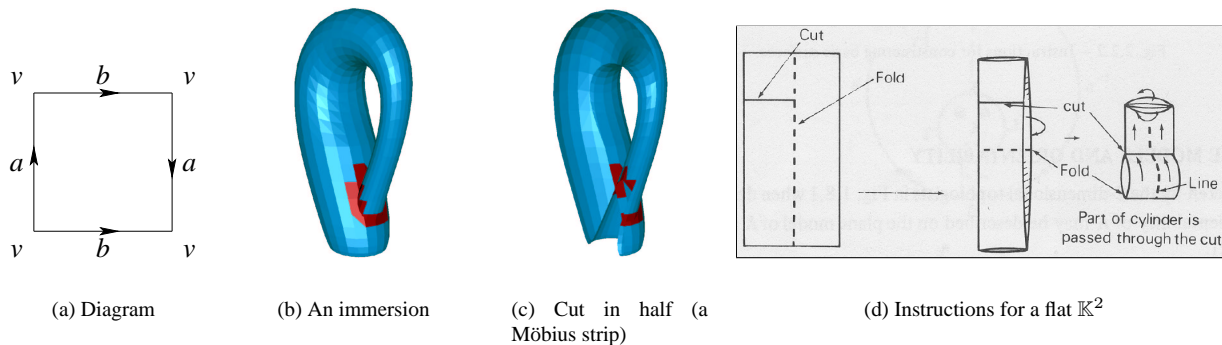 v b v
a a
v b v
Cut
Fold
cut
Fold
Line
Part of cylinder is
passed through the cut
(a) Diagram
(b) An immersion
(c) Cut in half (a
Möbius strip)
(d) Instructions for a flat 𝕂²